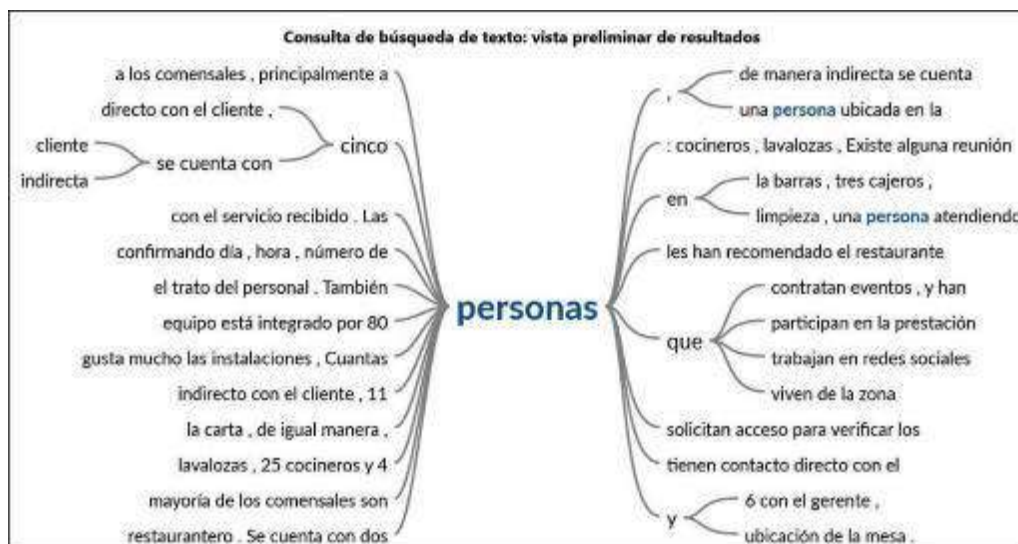 Consulta de búsqueda de texto: vista preliminar de resultados
a los comensales , principalmente a
directo con el cliente ,
cliente
indirecta
se cuenta con
cinco
con el servicio recibido . Las
confirmando día , hora , número de
el trato del personal . También
equipo está integrado por 80
gusta mucho las instalaciones , Cuantas
indirecto con el cliente , 11
la carta , de igual manera ,
lavalozas , 25 cocineros y 4
mayoría de los comensales son
restaurantero . Se cuenta con dos
personas
,
de manera indirecta se cuenta
una persona ubicada en la
: cocineros , lavalozas , Existe alguna reunión
en
la barras , tres cajeros ,
limpieza , una persona atendiendo
les han recomendado el restaurante
que
contratan eventos , y han
participan en la prestación
trabajan en redes sociales
viven de la zona
solicitan acceso para verificar los
tienen contacto directo con el
y
6 con el gerente ,
ubicación de la mesa .